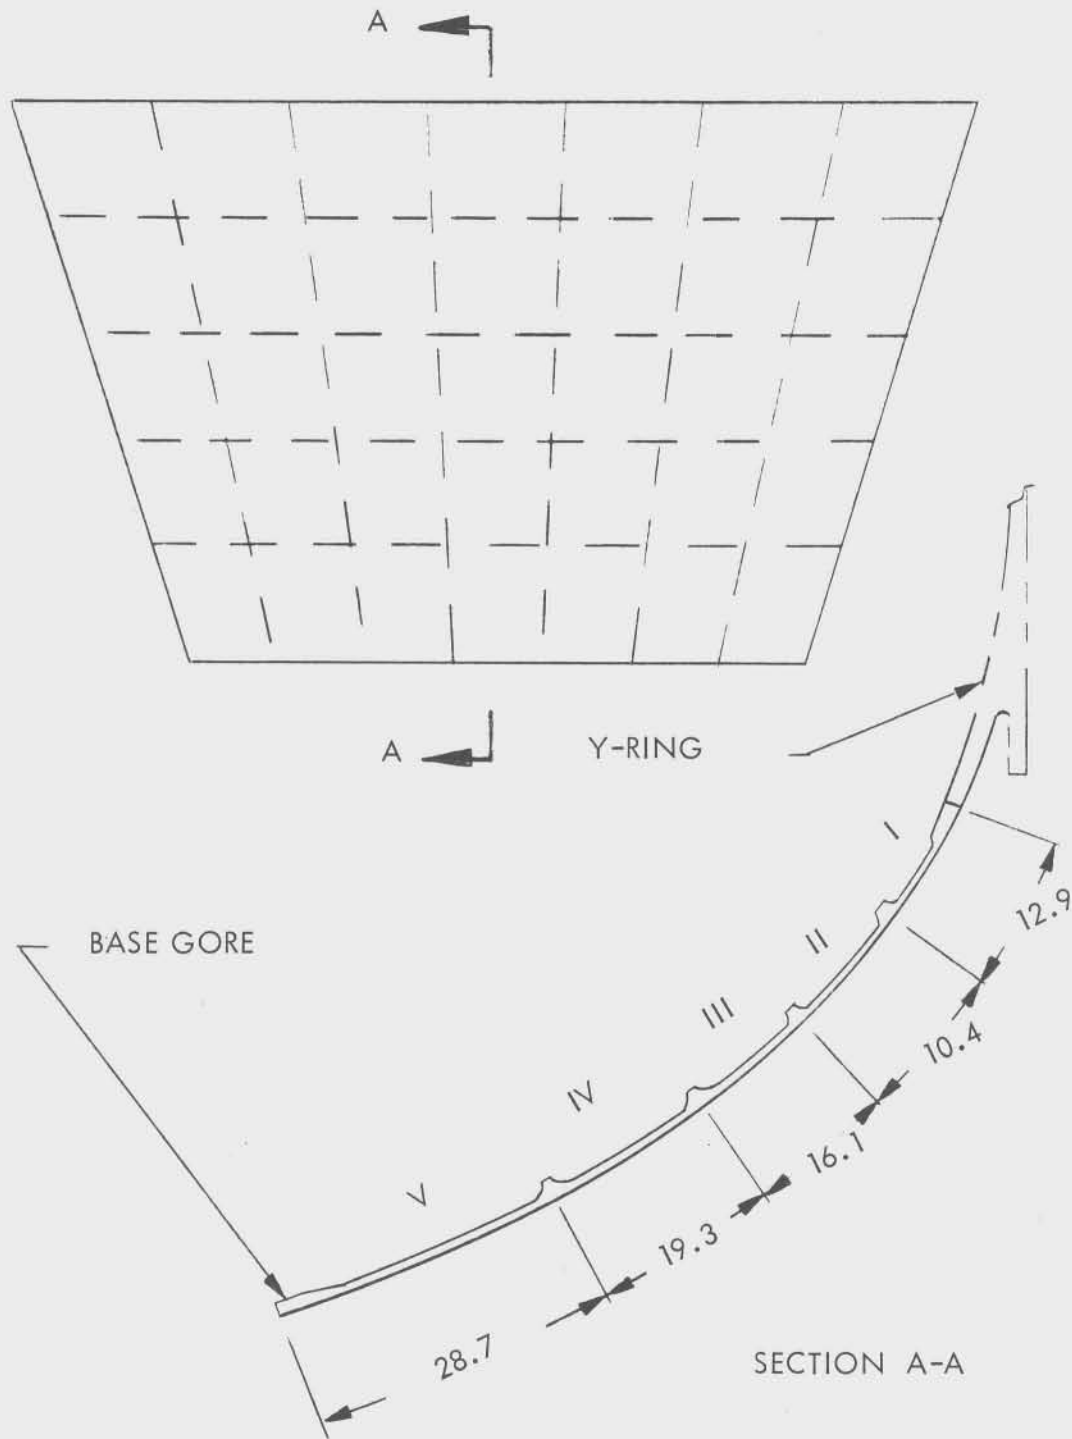 A
A
Y-RING
I
12.9
BASE GORE
II
III
10.4
IV
16.1
V
19.3
28.7
SECTION A-A